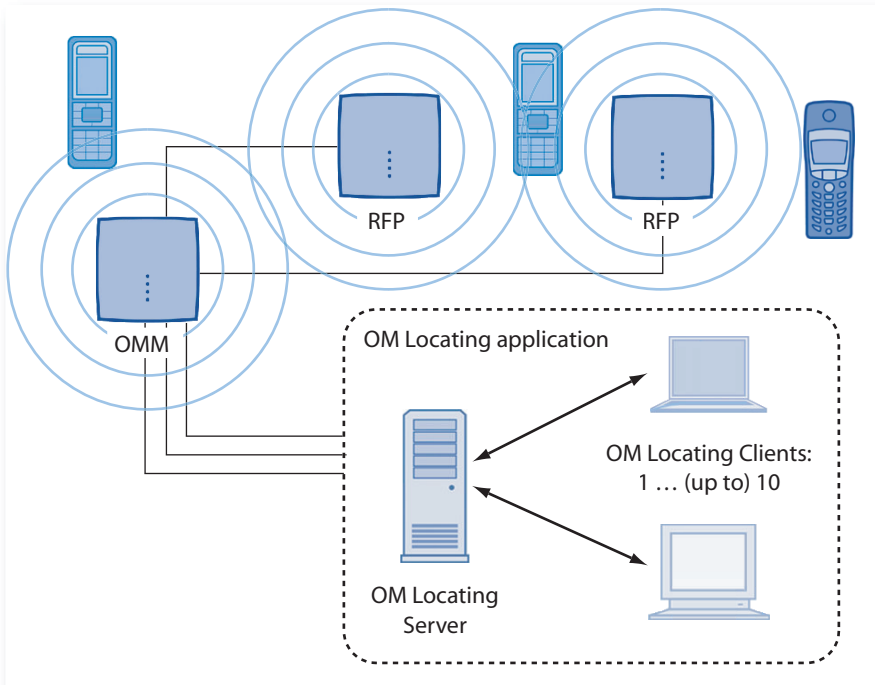 RFP
RFP
OMM
OM Locating application
OM Locating Clients:
1 … (up to) 10
OM Locating
Server